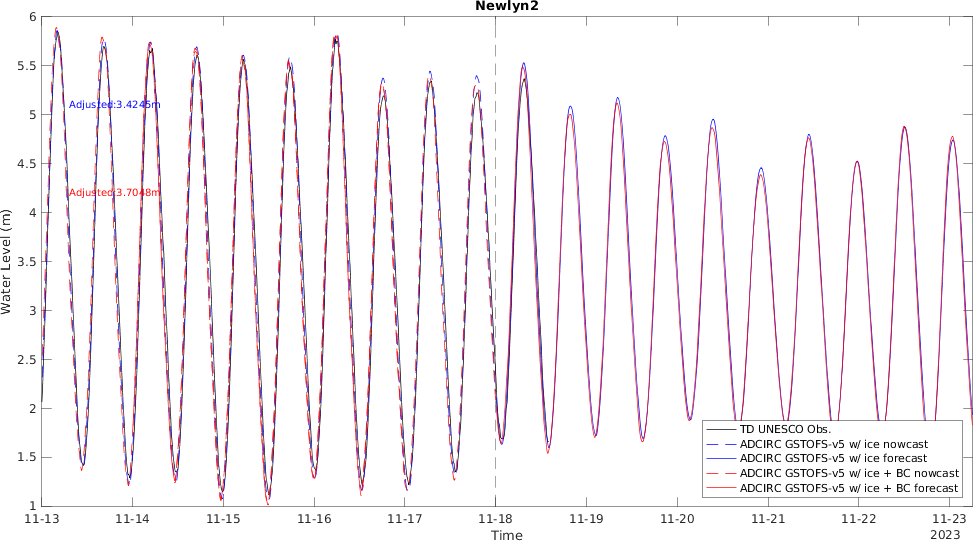 Newlyn2
6
5.5
5
4.5
4
3.5
3
2.5
2
1.5
1
Water Level (m)
Adjusted:3.4245m
Adjusted:3.7048m
TD UNESCO Obs.
ADCIRC GSTOFS-v5 w/ ice nowcast
ADCIRC GSTOFS-v5 w/ ice forecast
ADCIRC GSTOFS-v5 w/ ice + BC nowcast
ADCIRC GSTOFS-v5 w/ ice + BC forecast
11-13 11-14 11-15 11-16 11-17 11-18 11-19 11-20 11-21 11-22 11-23
Time 2023